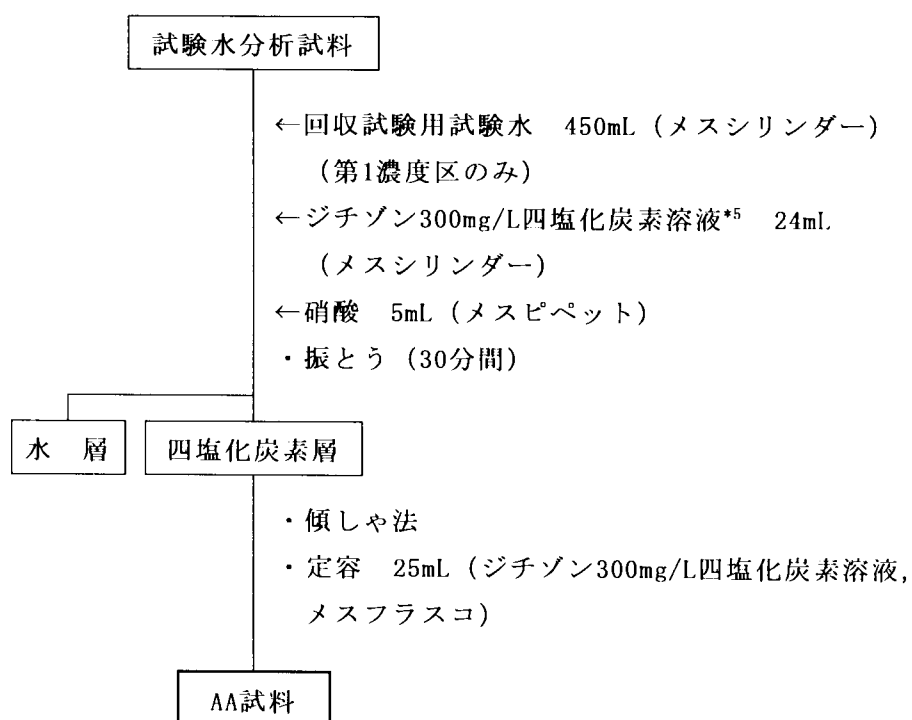 試験水分析試料
←回収試験用試験水 450mL (メスシリンダー)
(第1濃度区のみ)
←ジチゾン300mg/L四塩化炭素溶液*5 24mL
(メスシリンダー)
←硝酸 5mL (メスピペット)
・振とう (30分間)
水 層 四塩化炭素層
・傾しゃ法
・定容 25mL (ジチゾン300mg/L四塩化炭素溶液,
メスフラスコ)
AA試料